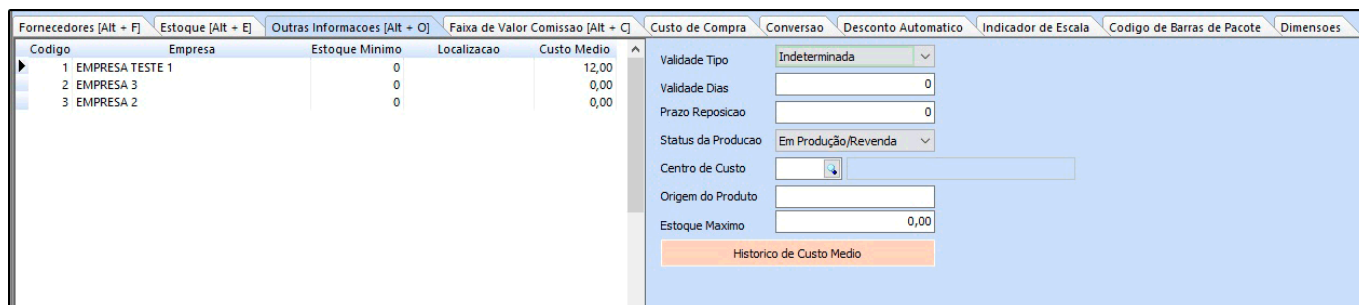 Fornecedores [Alt + F] Estoque [Alt + E] Outras Informacoes [Alt + O] Faixa de Valor Comissao [Alt + C] Custo de Compra Conversao Desconto Automatico Indicador de Escala Codigo de Barras de Pacote Dimensoes
Codigo Empresa Estoque Minimo Localizacao Custo Medio
1 EMPRESA TESTE 1 0 12,00
2 EMPRESA 3 0 0,00
3 EMPRESA 2 0 0,00
Validade Tipo Indeterminada
Validade Dias 0
Prazo Reposicao 0
Status da Producao Em Produção/Revenda
Centro de Custo
Origem do Produto
Estoque Maximo 0,00
Historico de Custo Medio